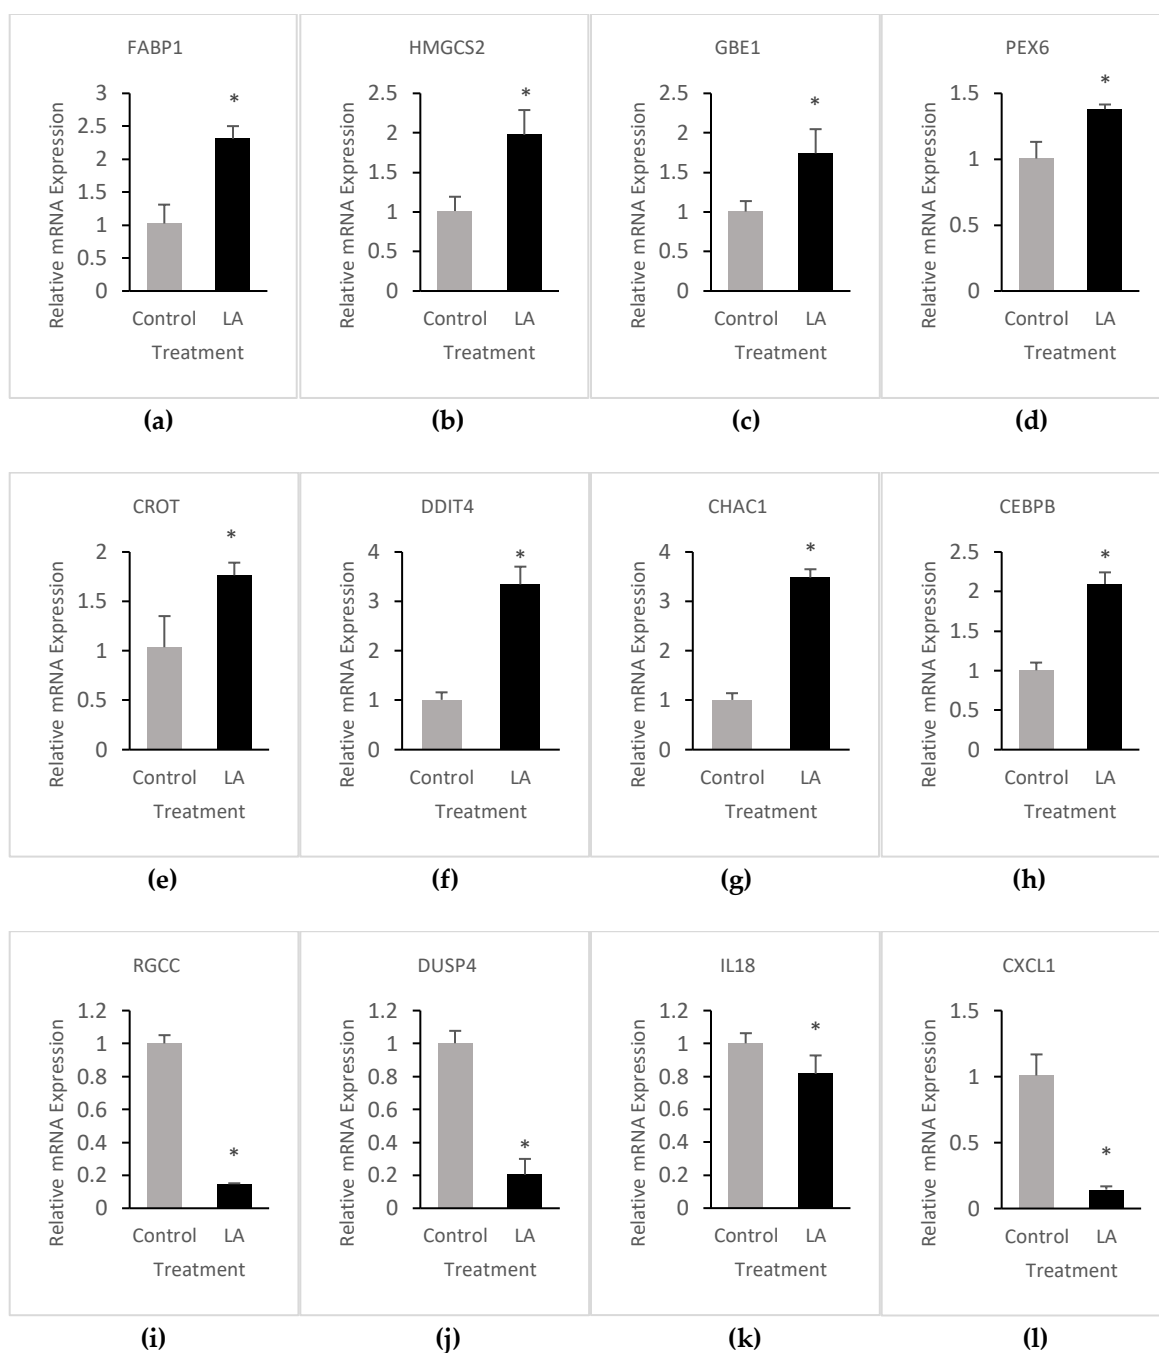 FABP1
Relative mRNA Expression
3
2.5
2
1.5
1
0.5
0
*
Control LA
Treatment
(a)
HMGCS2
Relative mRNA Expression
2.5
2
1.5
1
0.5
0
*
Control LA
Treatment
(b)
GBE1
Relative mRNA Expression
2.5
2
1.5
1
0.5
0
*
Control LA
Treatment
(c)
PEX6
Relative mRNA Expression
1.5
1
0.5
0
*
Control LA
Treatment
(d)
CROT
Relative mRNA Expression
2
1.5
1
0.5
0
*
Control LA
Treatment
(e)
DDIT4
Relative mRNA Expression
4
3
2
1
0
*
Control LA
Treatment
(f)
CHAC1
Relative mRNA Expression
4
3
2
1
0
*
Control LA
Treatment
(g)
CEBPB
Relative mRNA Expression
2.5
2
1.5
1
0.5
0
*
Control LA
Treatment
(h)
RGCC
Relative mRNA Expression
1.2
1
0.8
0.6
0.4
0.2
0
*
Control LA
Treatment
(i)
DUSP4
Relative mRNA Expression
1.2
1
0.8
0.6
0.4
0.2
0
*
Control LA
Treatment
(j)
IL18
Relative mRNA Expression
1.2
1
0.8
0.6
0.4
0.2
0
*
Control LA
Treatment
(k)
CXCL1
Relative mRNA Expression
1.5
1
0.5
0
*
Control LA
Treatment
(l)